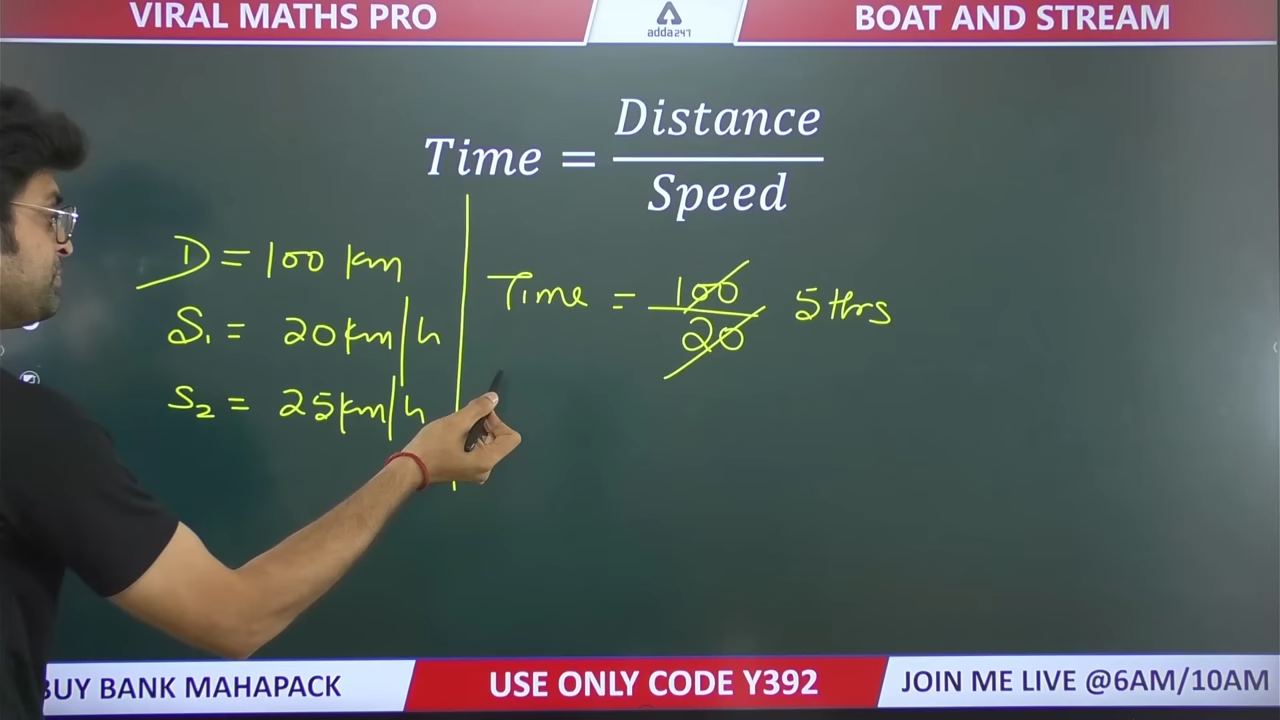 VIRAL MATHS PRO
adda247
BOAT AND STREAM
Time = Distance / Speed
D = 100 km
S₁ = 20 km/h
S₂ = 25 km/h
Time = 100 / 20 5 Hrs
BUY BANK MAHAPACK
USE ONLY CODE Y392
JOIN ME LIVE @6AM/10AM